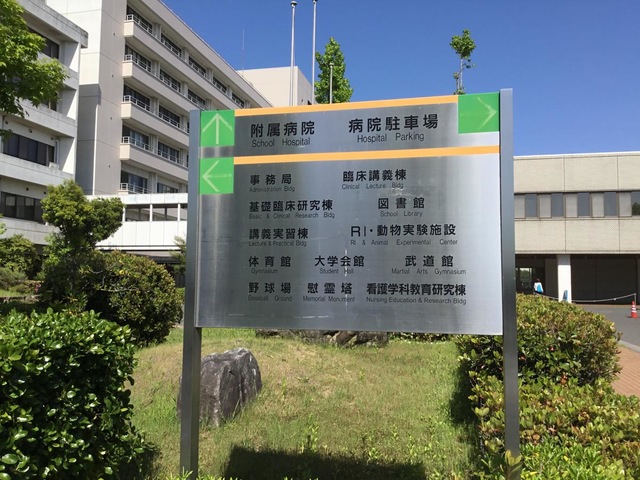 附属病院 病院駐車場
School Hospital Hospital Parking
事務局 臨床講義棟
Administration Bldg Clinical Lecture Bldg
基礎臨床研究棟 図書館
Basic & Clinical Research Bldg School Library
講義実習棟 RI・動物実験施設
Lecture & Practical Bldg RI & Animal Experimental Center
体育館 大学会館 武道館
Gymnasium Student Hall Martial Arts Gymnasium
野球場 慰霊塔 看護学科教育研究棟
Baseball Ground Memorial Monument Nursing Education & Research Bldg